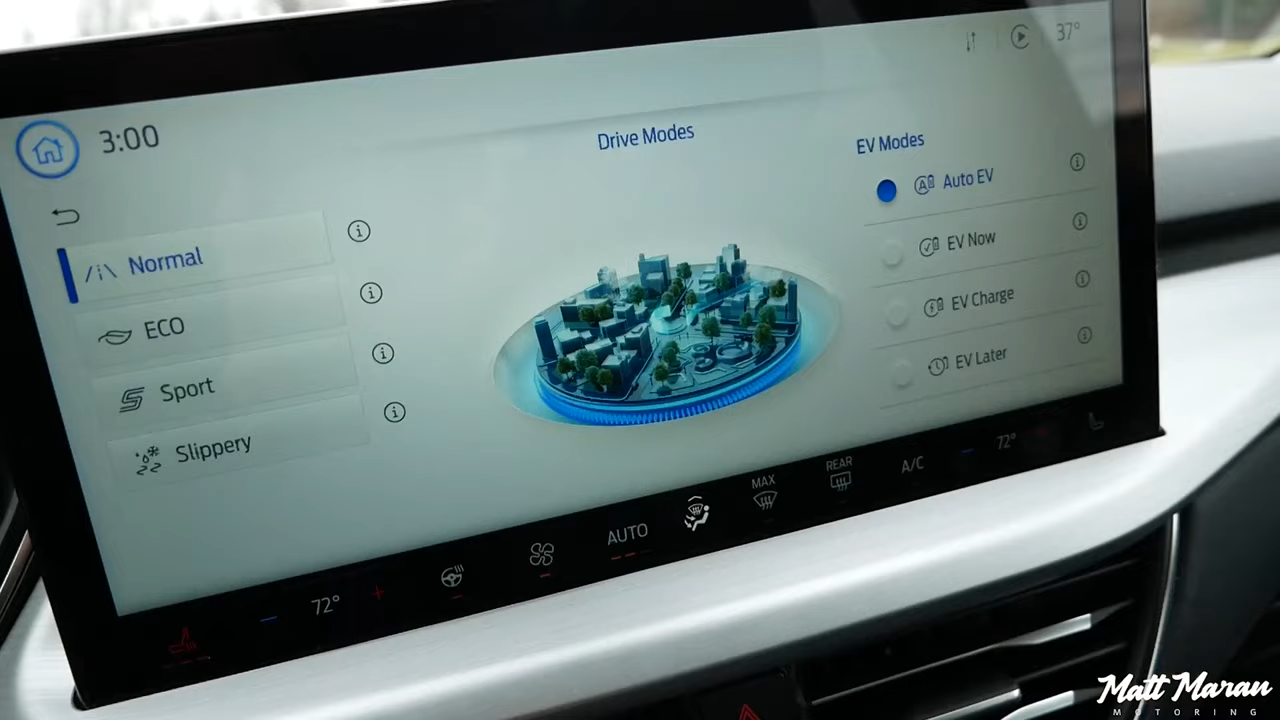 37°
3:00
Drive Modes
EV Modes
Normal
ECO
Sport
Slippery
Auto EV
EV Now
EV Charge
EV Later
72°
AUTO
MAX
REAR
A/C
72°
Matt Maran
MOTORING